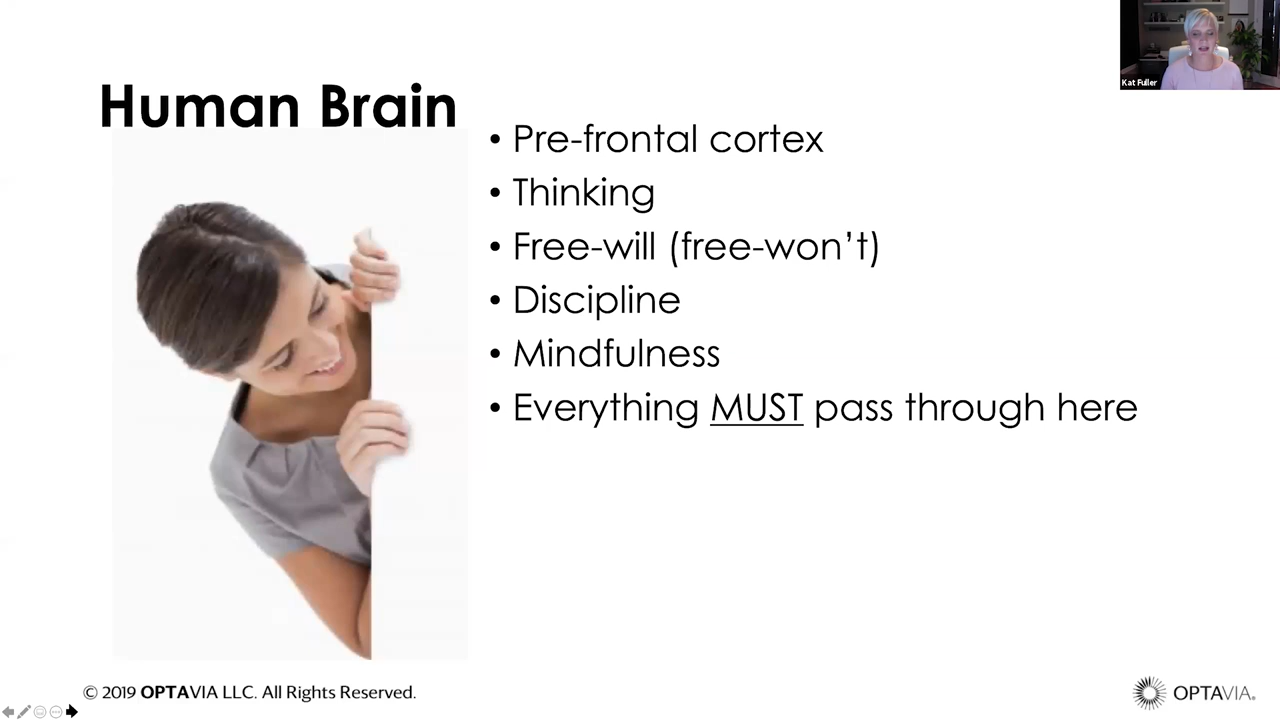 Kat Fuller
Human Brain
• Pre-frontal cortex
• Thinking
• Free-will (free-won’t)
• Discipline
• Mindfulness
• Everything MUST pass through here
© 2019 OPTAVIA LLC. All Rights Reserved.
OPTAVIA®